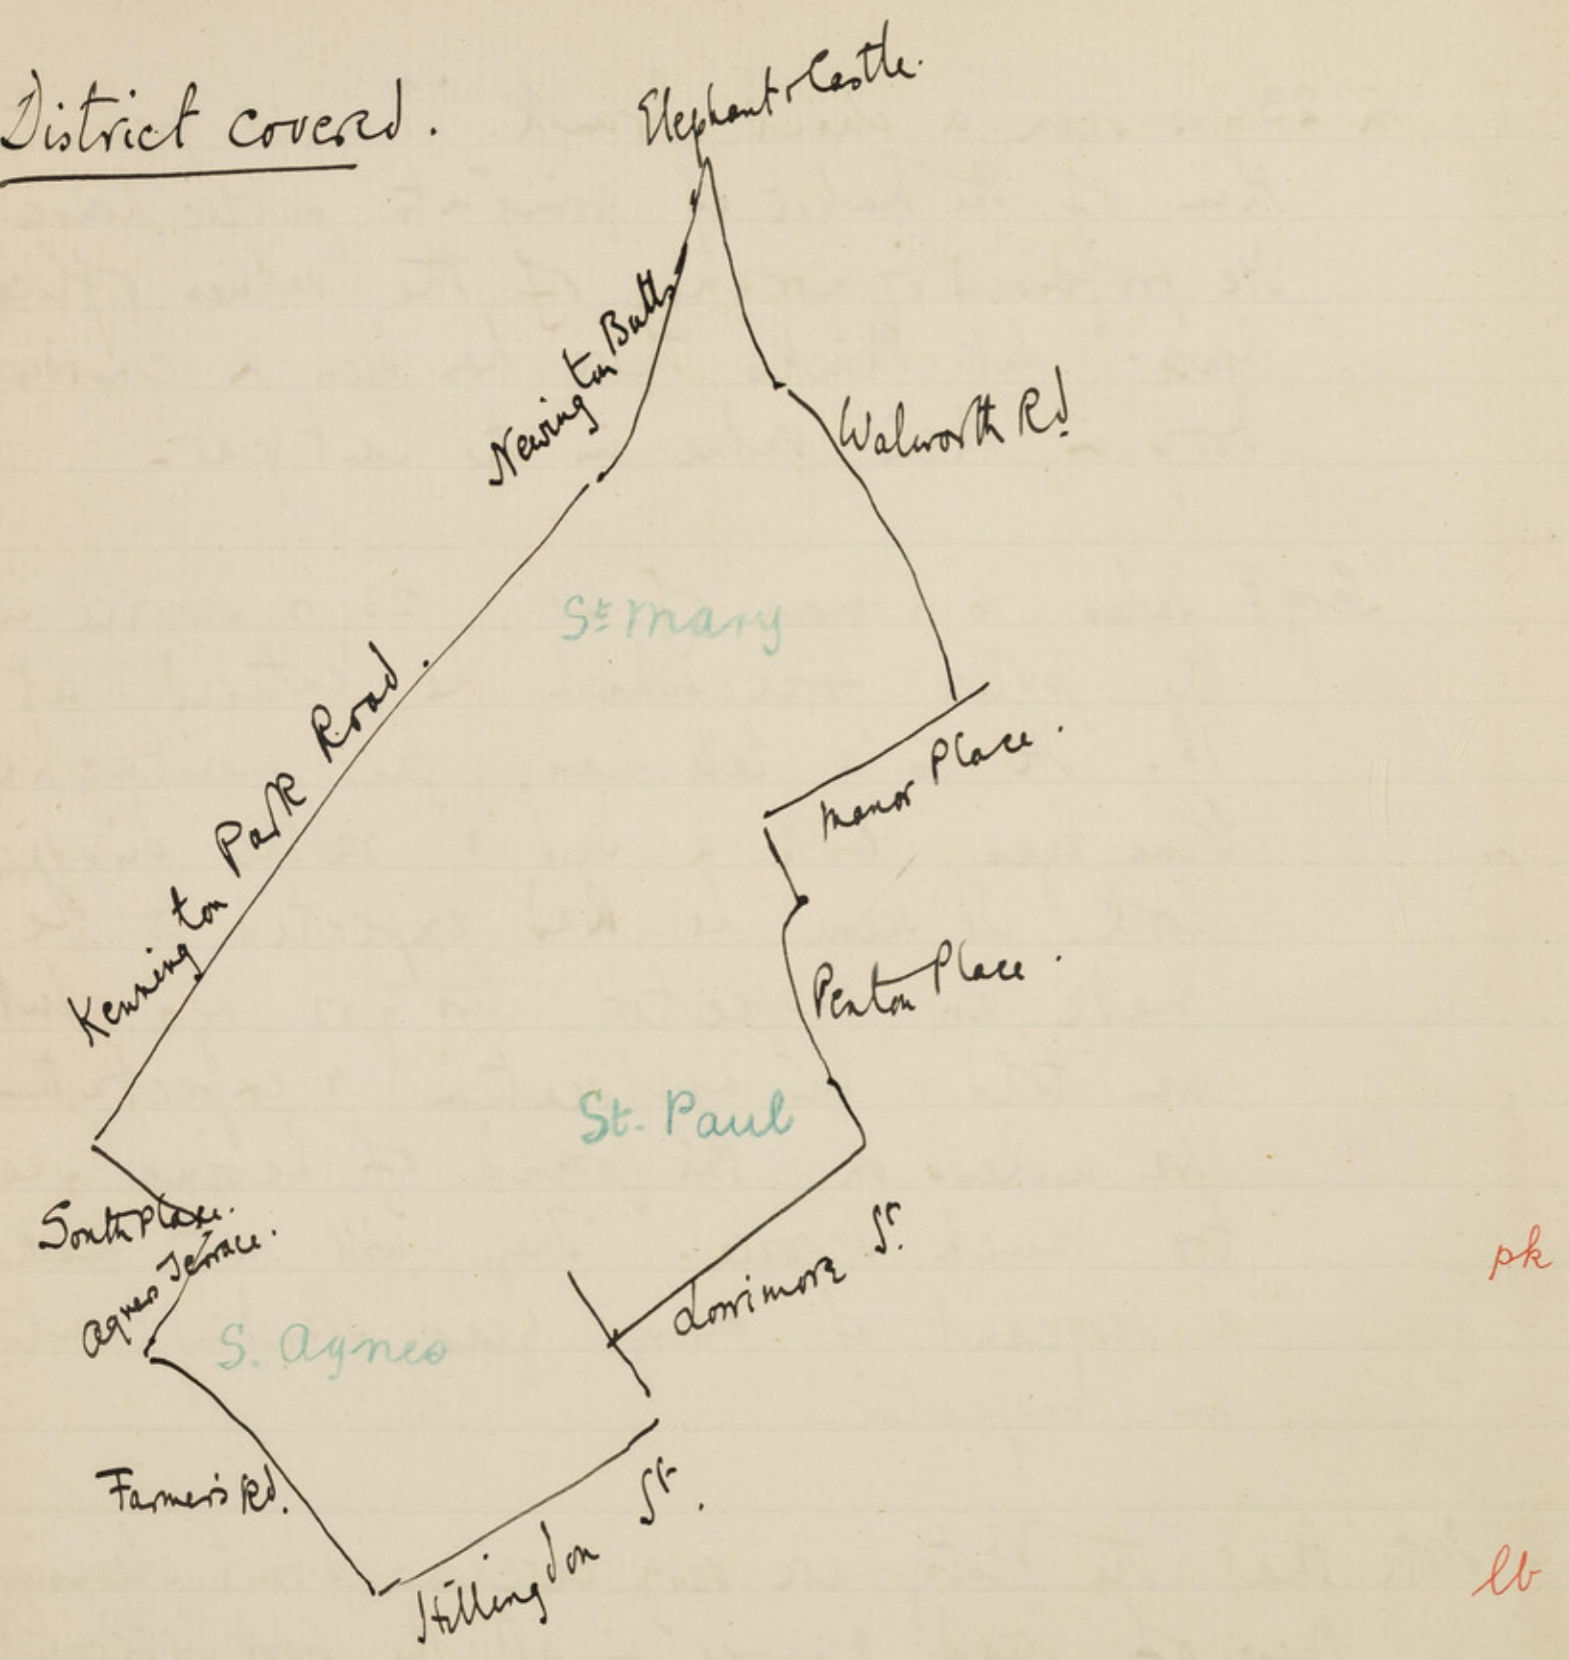 District covered.
Elephant & Castle.
Newington Butts
Walworth Rd
St Mary
Kennington Park Road.
Manor Place.
Penton Place.
St. Paul
South Place.
Agnes Terrace.
Lorrimore St.
pk
S. Agnes
Farmer's Rd.
Hillingdon St.
lb